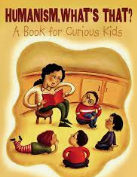 HUMANISM, WHAT'S THAT?
A Book for Curious Kids